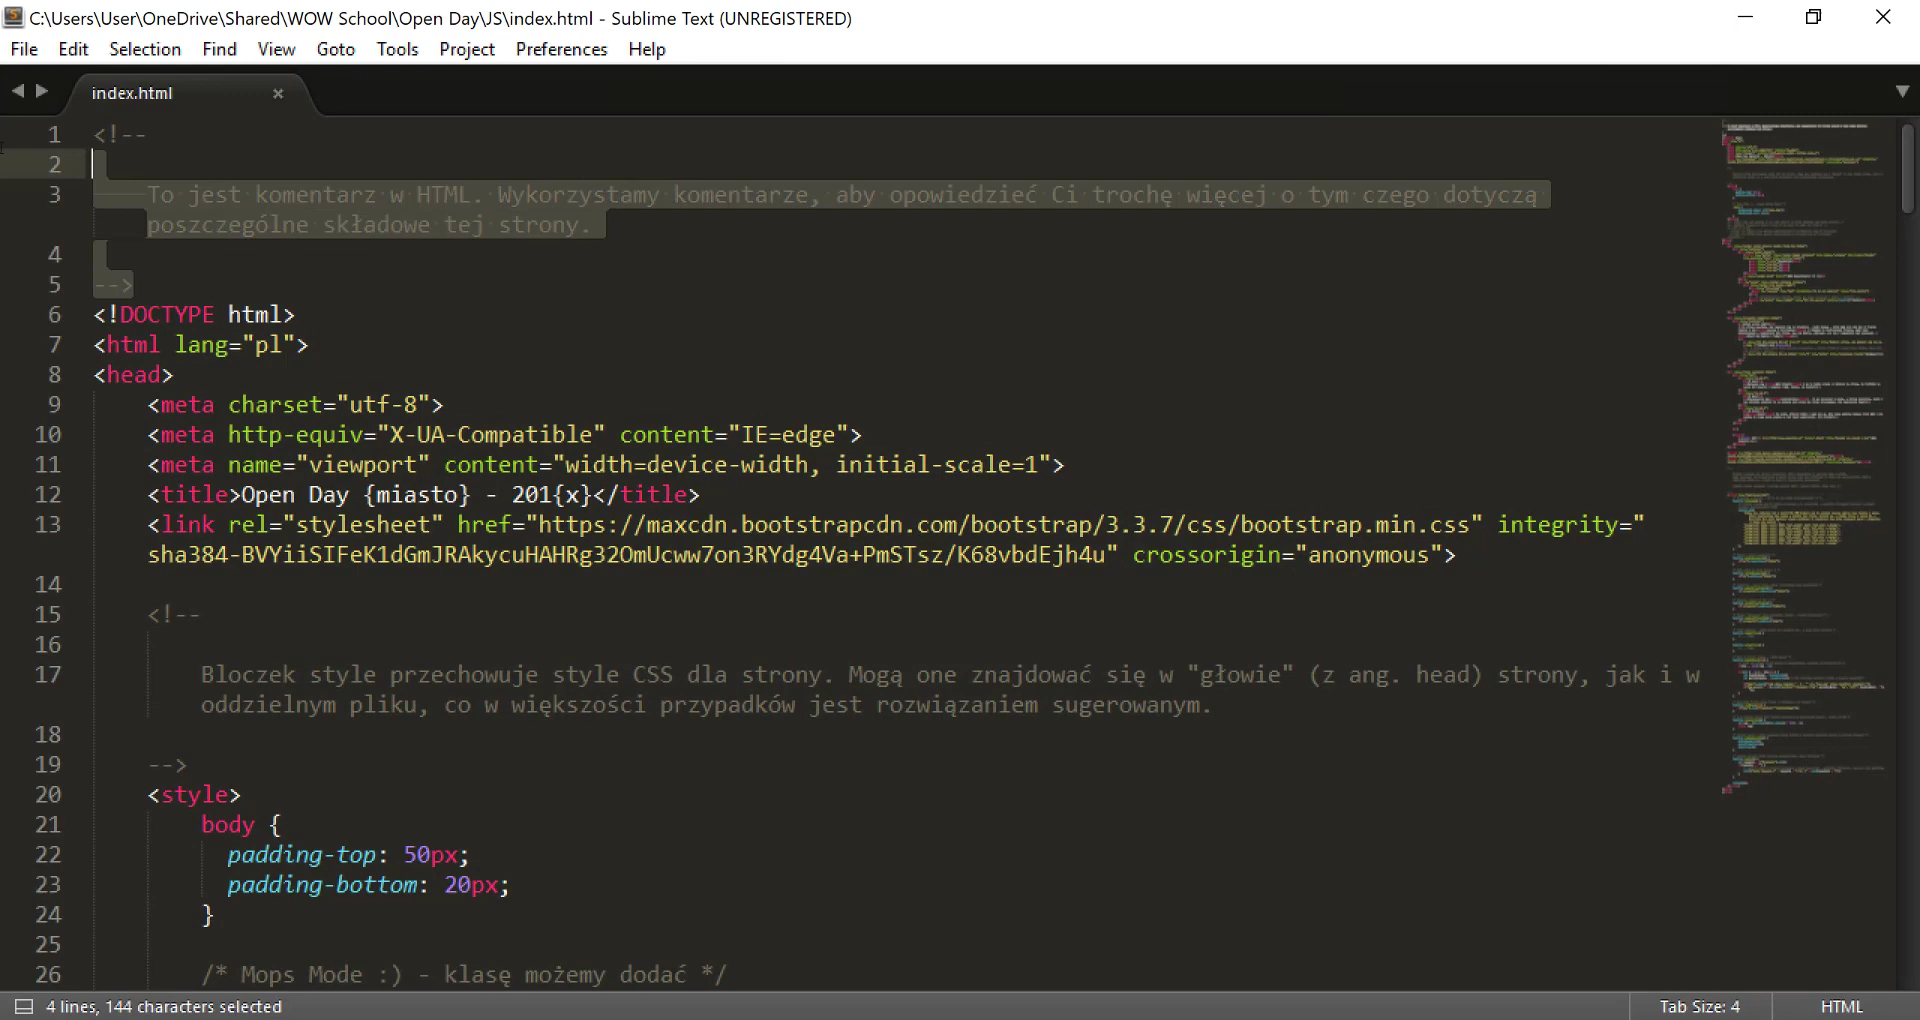 C:\Users\User\OneDrive\Shared\WOW School\Open Day\JS\index.html - Sublime Text (UNREGISTERED)
File Edit Selection Find View Goto Tools Project Preferences Help
index.html
1 <!--
2
3 To jest komentarz w HTML. Wykorzystamy komentarze, aby opowiedzieć Ci trochę więcej o tym czego dotyczą
poszczególne składowe tej strony.
4
5 -->
6 <!DOCTYPE html>
7 <html lang="pl">
8 <head>
9 <meta charset="utf-8">
10 <meta http-equiv="X-UA-Compatible" content="IE=edge">
11 <meta name="viewport" content="width=device-width, initial-scale=1">
12 <title>Open Day {miasto} - 201{x}</title>
13 <link rel="stylesheet" href="https://maxcdn.bootstrapcdn.com/bootstrap/3.3.7/css/bootstrap.min.css" integrity="
sha384-BVYiiSIFeK1dGmJRAkycuHAHRg32OmUcww7on3RYdg4Va+PmSTsz/K68vbdEjh4u" crossorigin="anonymous">
14
15 <!--
16
17 Bloczek style przechowuje style CSS dla strony. Mogą one znajdować się w "głowie" (z ang. head) strony, jak i w
oddzielnym pliku, co w większości przypadków jest rozwiązaniem sugerowanym.
18
19 -->
20 <style>
21 body {
22 padding-top: 50px;
23 padding-bottom: 20px;
24 }
25
26 /* Mops Mode :) - klasę możemy dodać */
4 lines, 144 characters selected Tab Size: 4 HTML